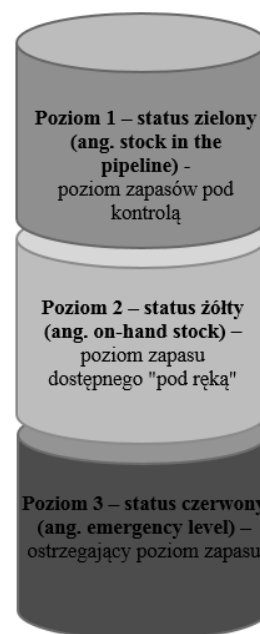 Poziom 1 – status zielony
(ang. stock in the
pipeline) -
poziom zapasów pod
kontrolą
Poziom 2 – status żółty
(ang. on-hand stock) –
poziom zapasu
dostępnego "pod ręką"
Poziom 3 – status czerwony
(ang. emergency level) –
ostrzegający poziom zapasu